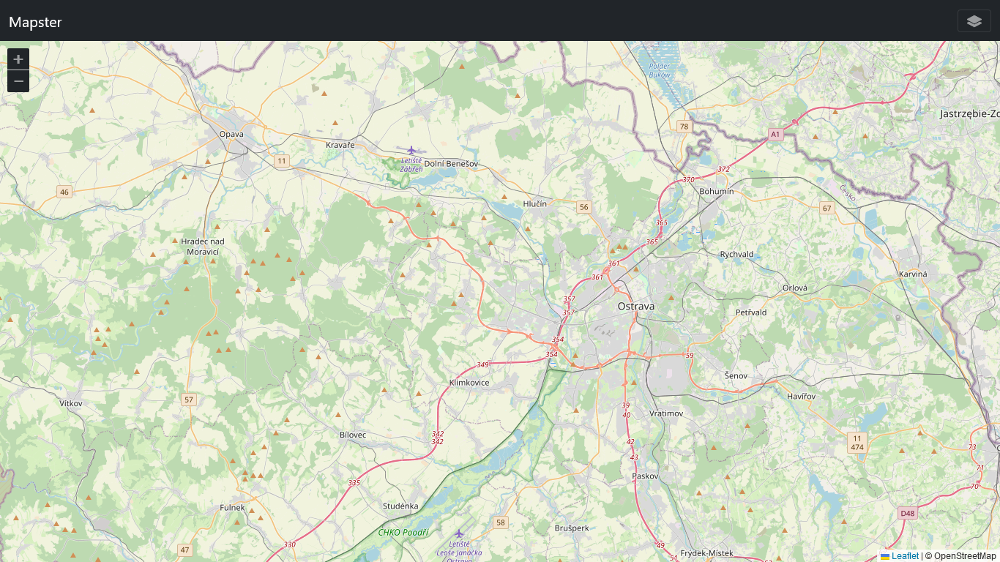 Mapster
+
−
Polder
Buków
Jastrzębie-Zd
78
A1
Opava
Kravaře
11
Letiště
Zábřeh
Dolní Benešov
372
370
46
Bohumín
Česko
Hlučín
56
67
365
Hradec nad
Moravicí
365
Rychvald
361
361
Karviná
Orlová
357
357
Ostrava
Petřvald
354
354
59
349
Klimkovice
Šenov
Havířov
57
Vítkov
39
40
Vratimov
Bílovec
342
342
42
43
11
474
73
71
70
Paskov
335
Fulnek
Studénka
D48
CHKO Poodří
58
Brušperk
330
47
Letiště
Leoše Janáčka
Ostrava
49
51
Frýdek-Místek
Leaflet | © OpenStreetMap